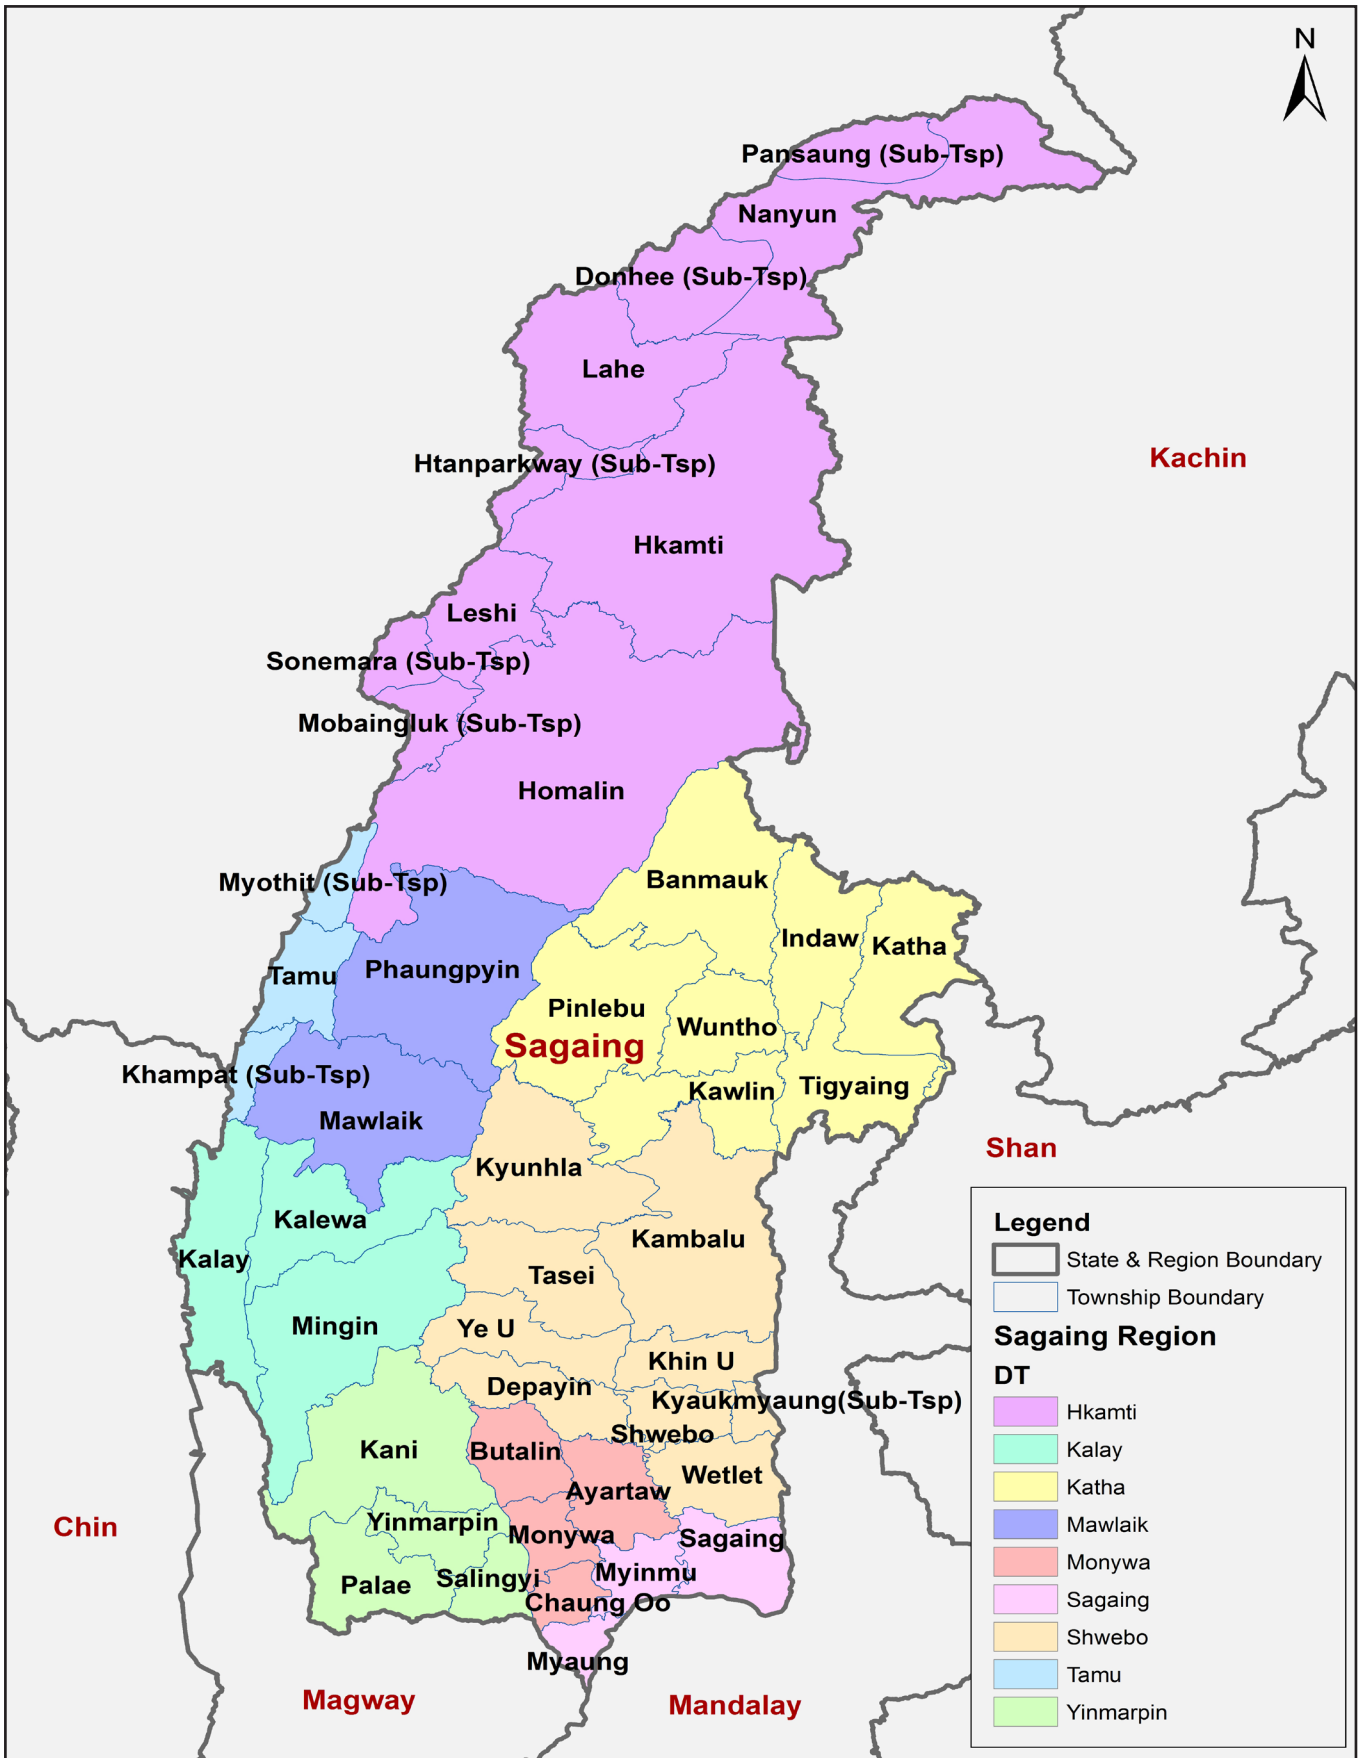 N
Pansaung (Sub-Tsp)
Nanyun
Donhee (Sub-Tsp)
Lahe
Kachin
Htanparkway (Sub-Tsp)
Hkamti
Leshi
Sonemara (Sub-Tsp)
Mobaingluk (Sub-Tsp)
Homalin
Banmauk
Myothit (Sub-Tsp)
Indaw
Katha
Phaungpyin
Tamu
Pinlebu
Wuntho
Sagaing
Khampat (Sub-Tsp)
Tigyaing
Kawlin
Mawlaik
Shan
Kyunhla
Kalewa
Kambalu
Kalay
Tasei
Mingin
Ye U
Khin U
Depayin
Kyaukmyaung(Sub-Tsp)
Shwebo
Kani
Butalin
Wetlet
Ayartaw
Chin
Yinmarpin
Monywa
Sagaing
Myinmu
Salingyi
Palae
Chaung Oo
Myaung
Magway
Mandalay
Legend
State & Region Boundary
Township Boundary
Sagaing Region
DT
Hkamti
Kalay
Katha
Mawlaik
Monywa
Sagaing
Shwebo
Tamu
Yinmarpin